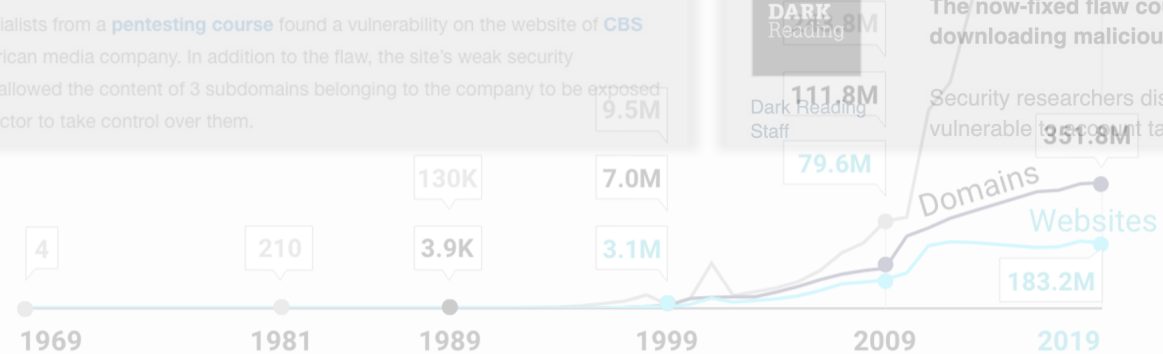 ialists from a pentesting course found a vulnerability on the website of CBS
rican media company. In addition to the flaw, the site's weak security
allowed the content of 3 subdomains belonging to the company to be exposed
ctor to take control over them.
DARK
Reading
Dark Reading
Staff
The now-fixed flaw co
downloading maliciou
Security researchers dis
vulnerable to account ta
9.5M
111.8M
351.8M
130K
7.0M
79.6M
Domains
4
210
3.9K
3.1M
Websites
183.2M
1969
1981
1989
1999
2009
2019